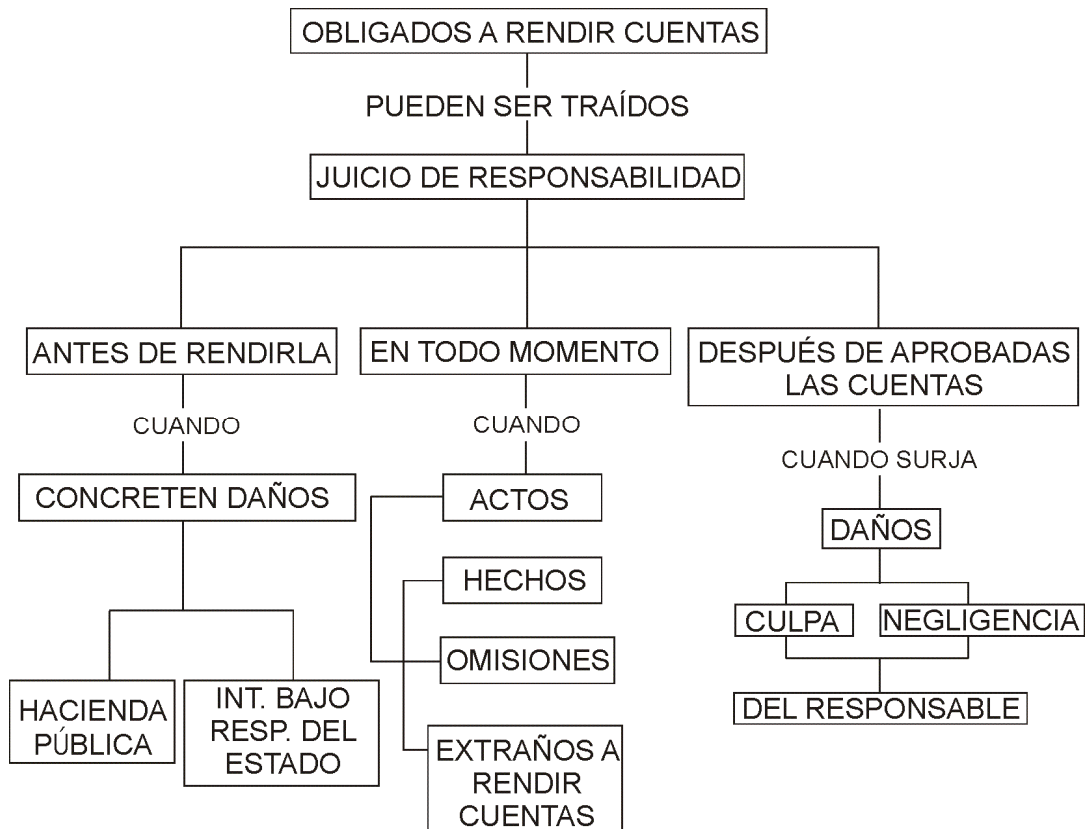 OBLIGADOS A RENDIR CUENTAS
PUEDEN SER TRAÍDOS
JUICIO DE RESPONSABILIDAD
ANTES DE RENDIRLA
CUANDO
CONCRETEN DAÑOS
HACIENDA
PÚBLICA
INT. BAJO
RESP. DEL
ESTADO
EN TODO MOMENTO
CUANDO
ACTOS
HECHOS
OMISIONES
EXTRAÑOS A
RENDIR
CUENTAS
DESPUÉS DE APROBADAS
LAS CUENTAS
CUANDO SURJA
DAÑOS
CULPA
NEGLIGENCIA
DEL RESPONSABLE